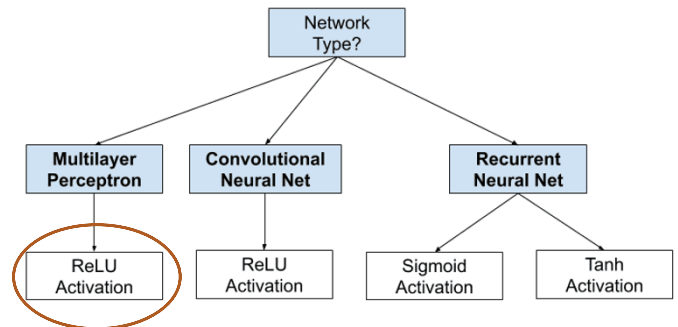 Network
Type?
Multilayer
Perceptron
Convolutional
Neural Net
Recurrent
Neural Net
ReLU
Activation
ReLU
Activation
Sigmoid
Activation
Tanh
Activation